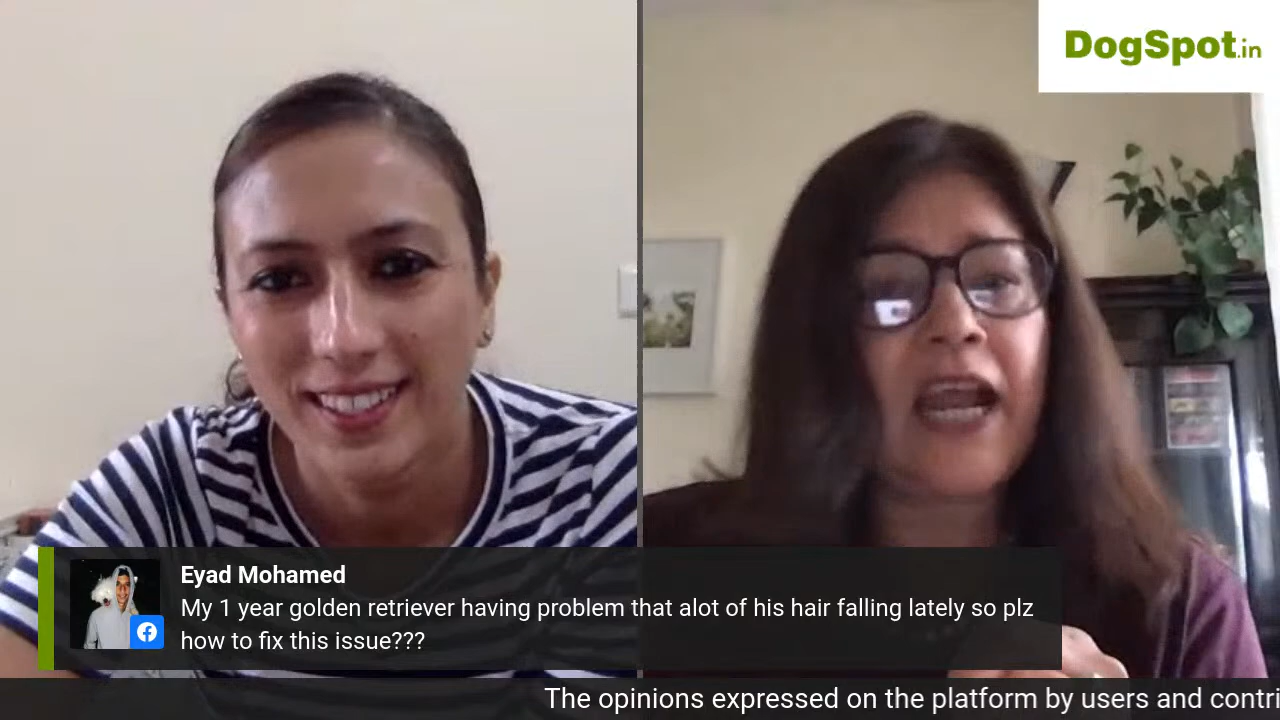 DogSpot.in
Eyad Mohamed
My 1 year golden retriever having problem that alot of his hair falling lately so plz
how to fix this issue???
The opinions expressed on the platform by users and contri